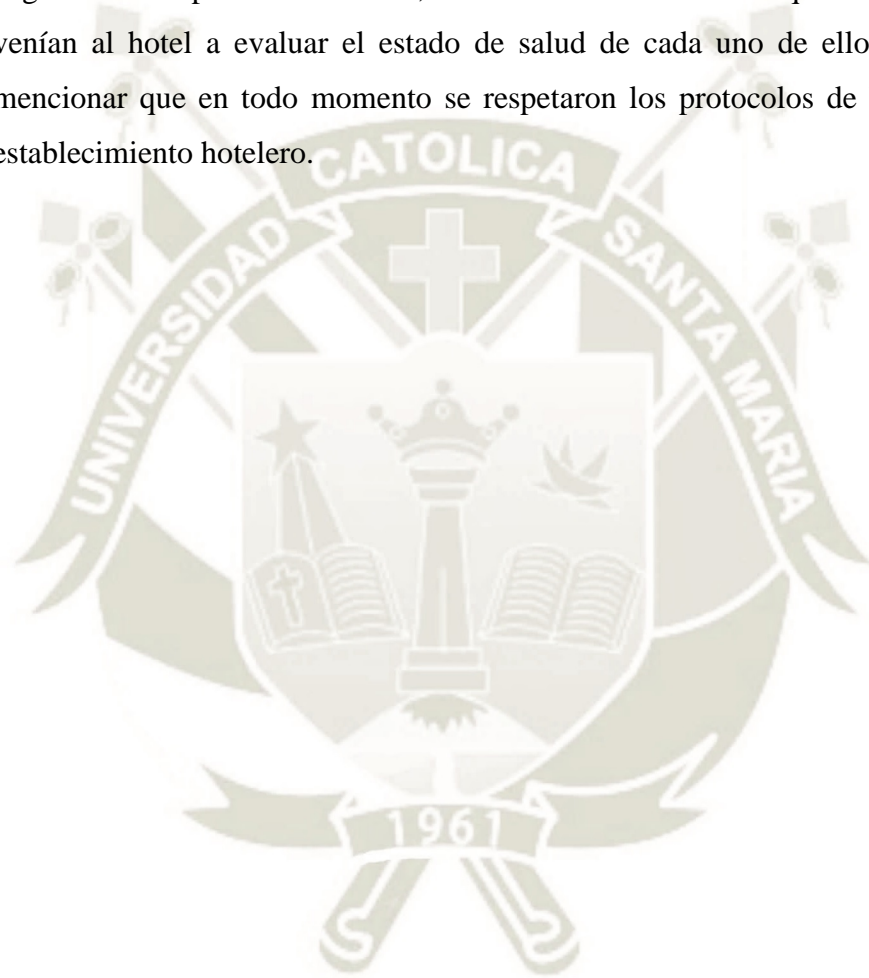 venían al hotel a evaluar el estado de salud de cada uno de ello
mencionar que en todo momento se respetaron los protocolos de
establecimiento hotelero.
CATOLICA
UNIVERSIDAD
SANTA MARIA
1961